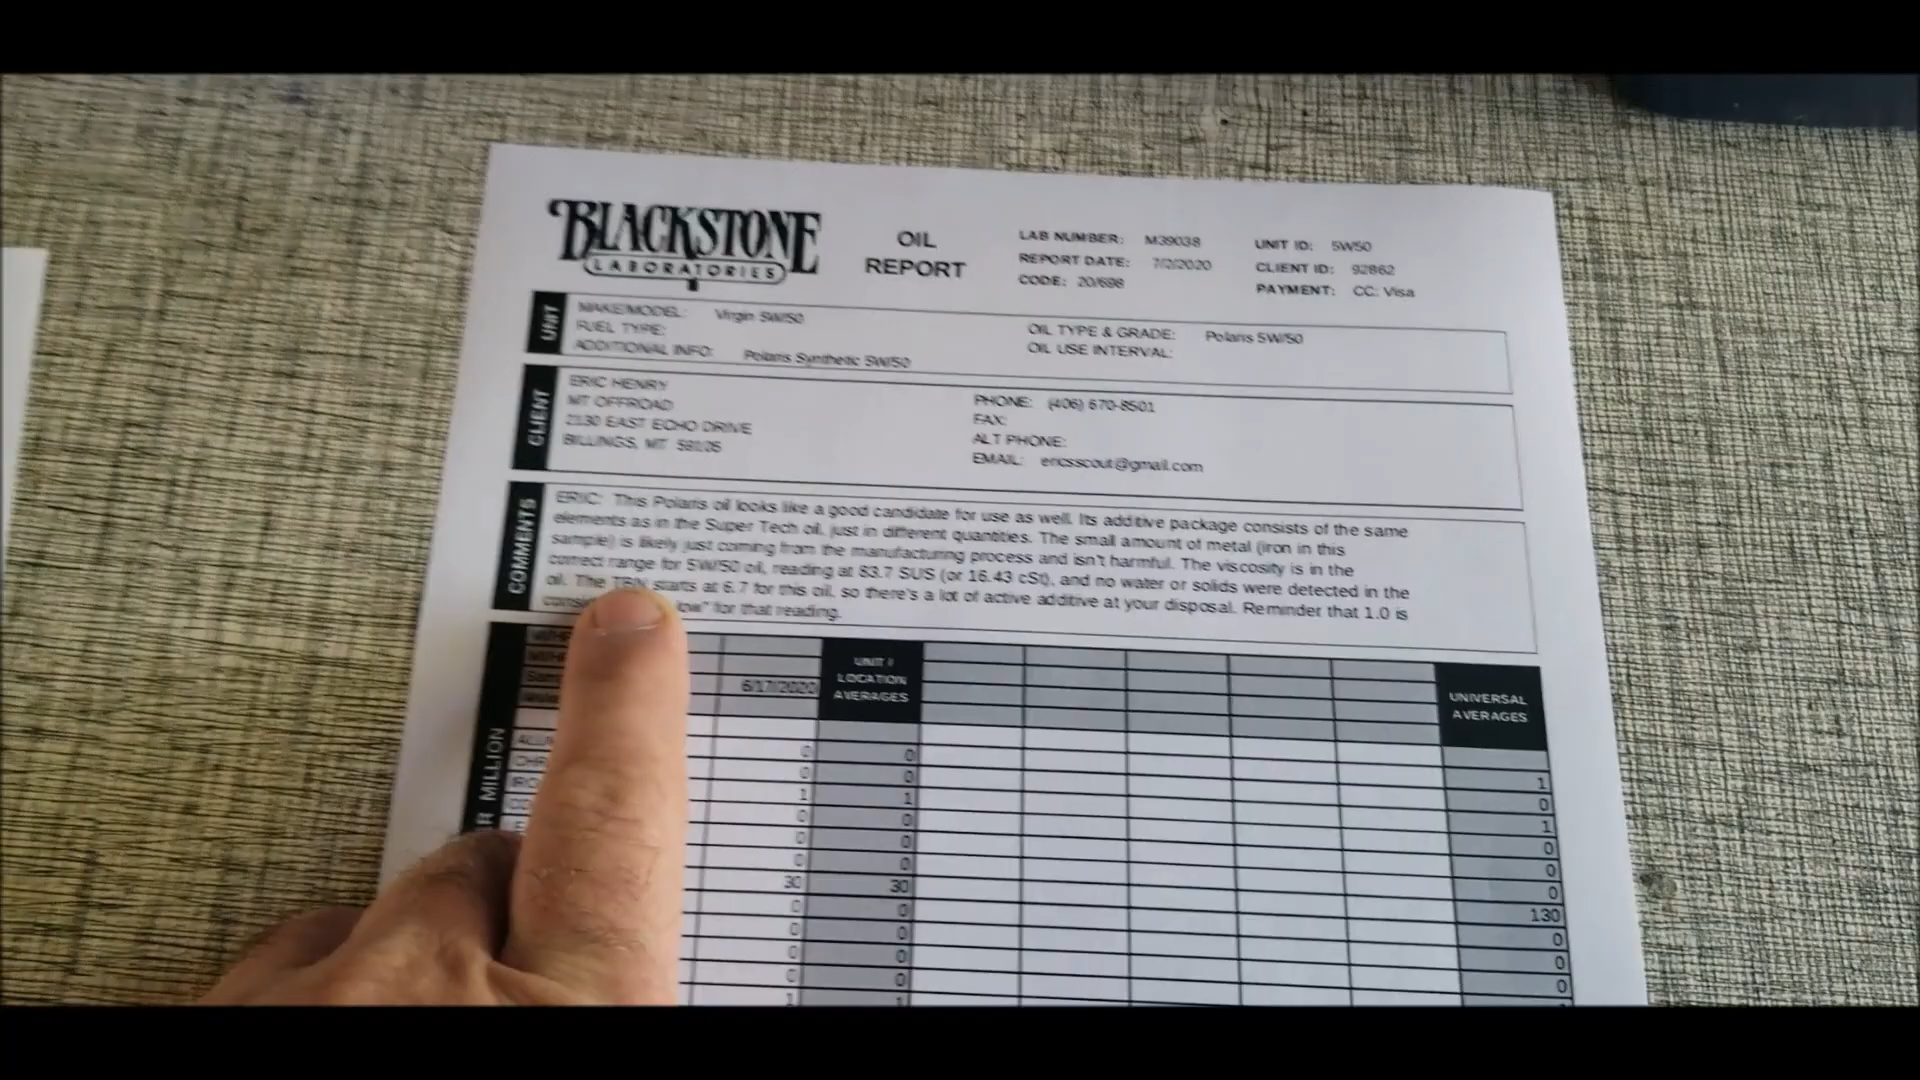 BLACKSTONE
LABORATORIES
OIL
REPORT
LAB NUMBER: M39038
REPORT DATE: 7/2/2020
CODE: 20/698
UNIT ID: 5W50
CLIENT ID: 92862
PAYMENT: CC: Visa
UNIT
MAKE/MODEL: Virgin 5W/50
FUEL TYPE:
ADDITIONAL INFO: Polaris Synthetic 5W/50
OIL TYPE & GRADE: Polaris 5W/50
OIL USE INTERVAL:
CLIENT
ERIC HENRY
MT OFFROAD
2130 EAST ECHO DRIVE
BILLINGS, MT
PHONE: (406) 670-8501
FAX:
ALT PHONE:
EMAIL: ericsscout@gmail.com
COMMENTS
ERIC: This Polaris oil looks like a good candidate for use as well. Its additive package consists of the same
elements as in the Super Tech oil, just in different quantities. The small amount of metal (iron in this
sample) is likely just coming from the manufacturing process and isn't harmful. The viscosity is in the
correct range for 5W/50 oil, reading at 83.7 SUS (or 16.43 cSt), and no water or solids were detected in the
oil. The TBN starts at 6.7 for this oil, so there's a lot of active additive at your disposal. Reminder that 1.0 is
low" for that reading.
6/17/2020
UNIT /
LOCATION
AVERAGES
UNIVERSAL
AVERAGES
MILLION
0 0 1
0 0 0
1 1 1
0 0 0
0 0 0
0 0 0
30 30 130
0 0 0
0 0 0
0 0 0
1 1